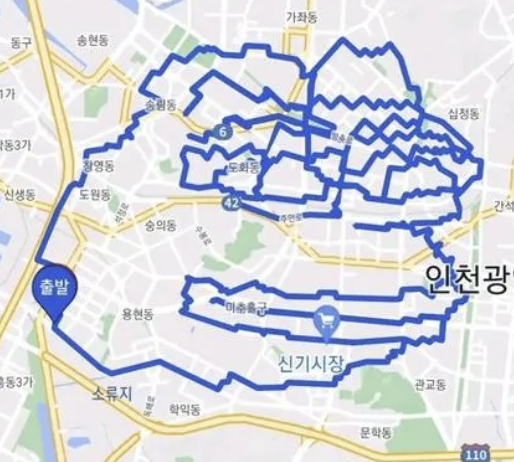 가좌동
동구
송현동
1가
송림동
십정동
6
동3가
창영동
도화동
신생동
도원동
42
주안로
간석
숭의동
인천광
출발
용현동
미추홀구
신기시장
동3가
소류지
관교동
학익동
문학동
110